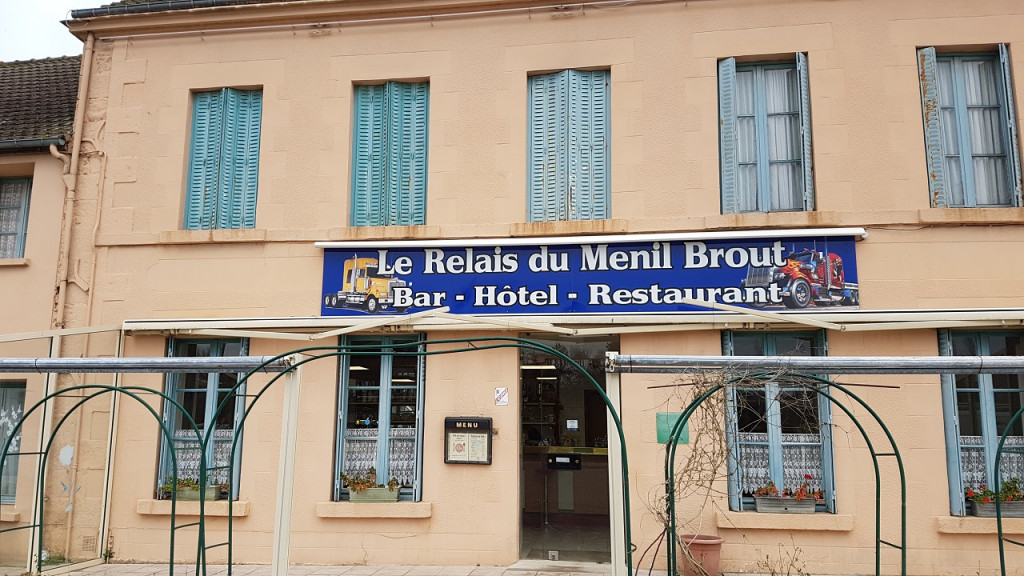 Le Relais du Menil Brout
Bar - Hôtel - Restaurant
MENU